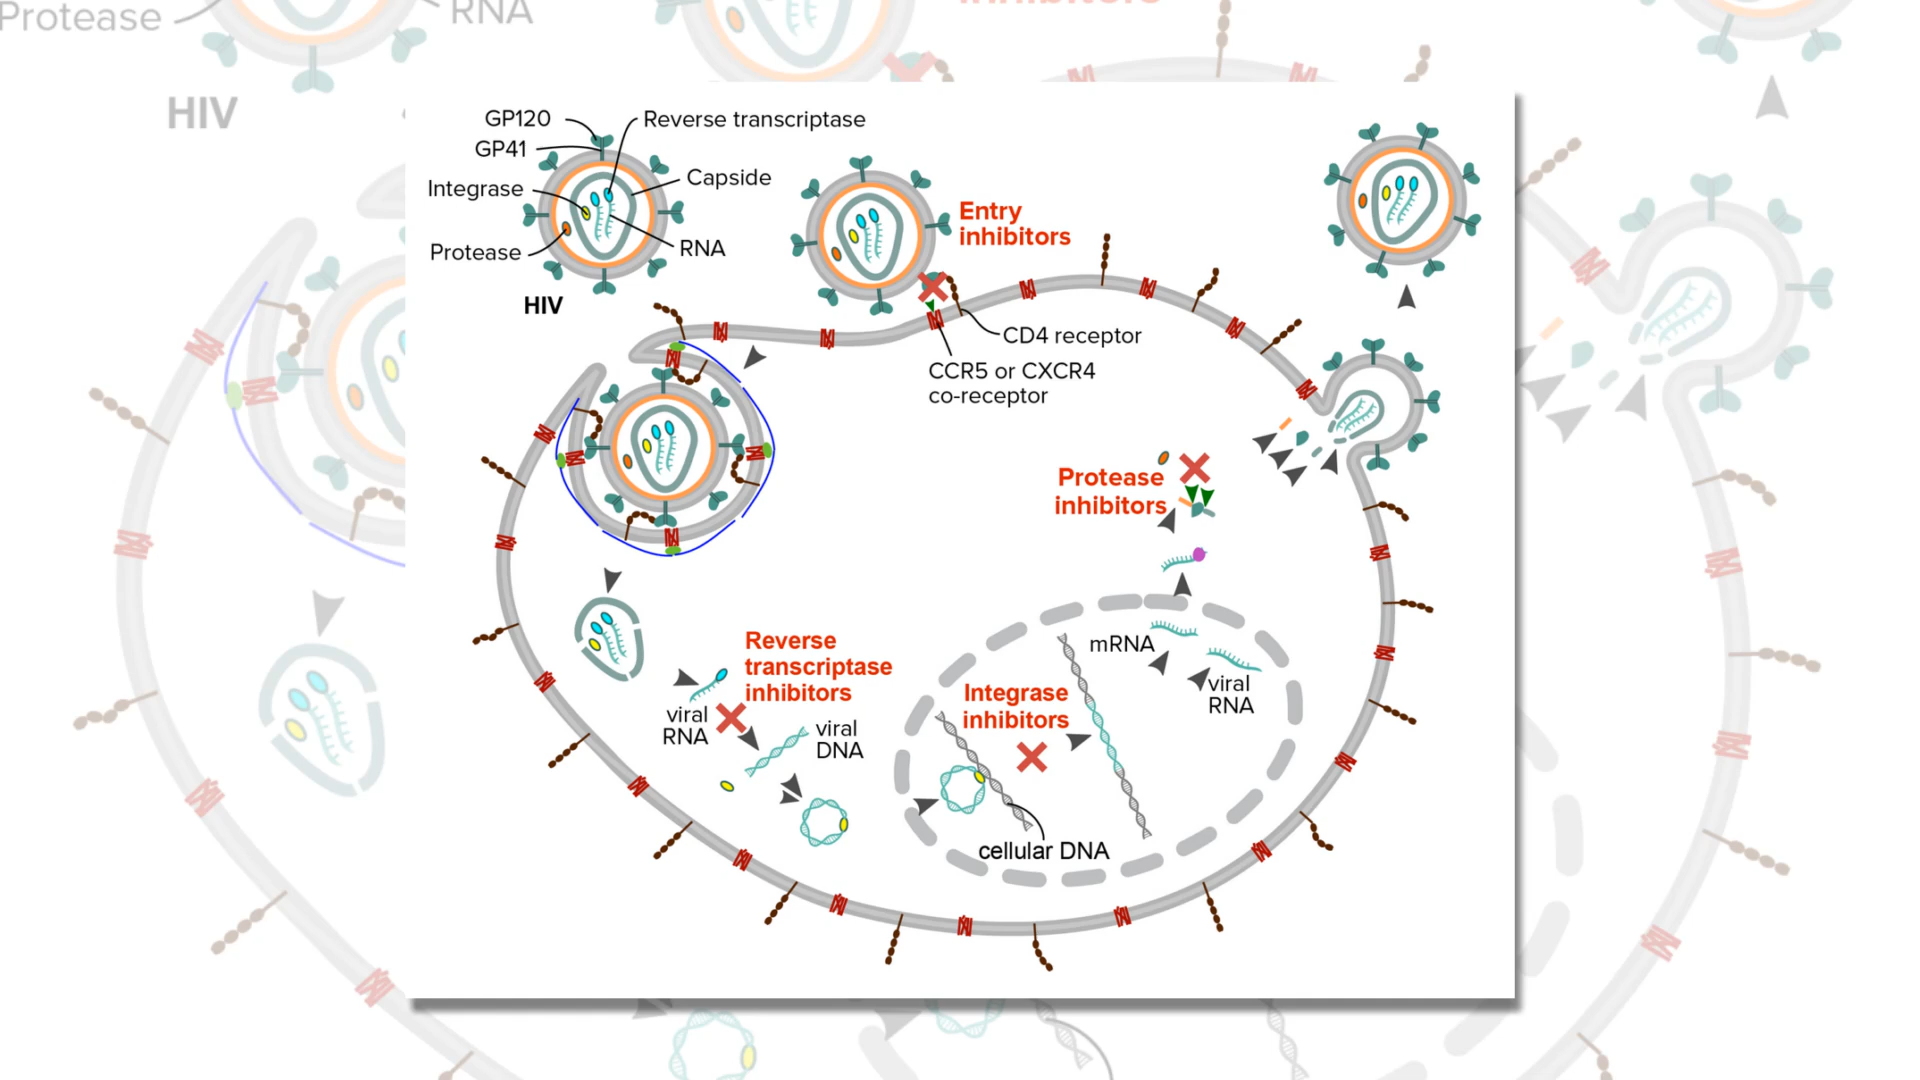 Protease
RNA
inhibitors
HIV
GP120
Reverse transcriptase
GP41
Capside
Integrase
Protease
RNA
HIV
Entry
inhibitors
CD4 receptor
CCR5 or CXCR4
co-receptor
Protease
inhibitors
Reverse
transcriptase
inhibitors
viral
RNA
viral
DNA
mRNA
viral
RNA
Integrase
inhibitors
cellular DNA